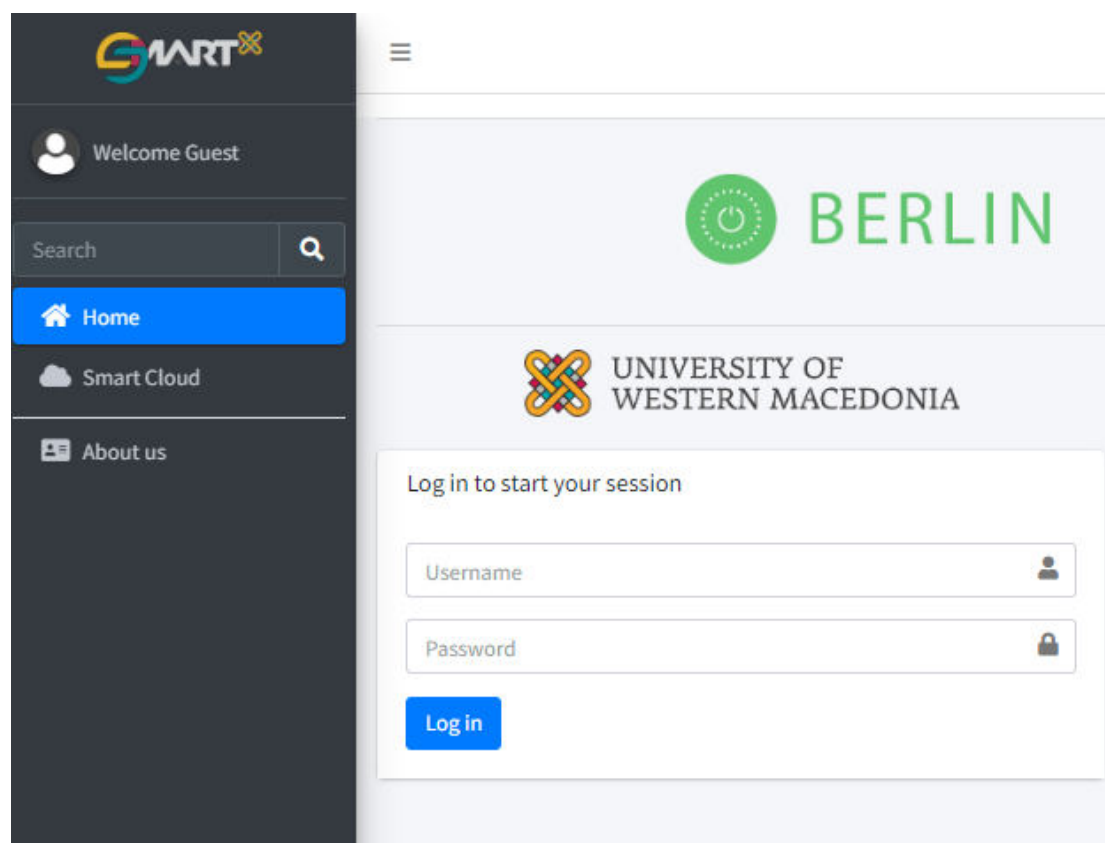 SMART
Welcome Guest
Search
Home
Smart Cloud
About us
BERLIN
UNIVERSITY OF
WESTERN MACEDONIA
Log in to start your session
Username
Password
Log in